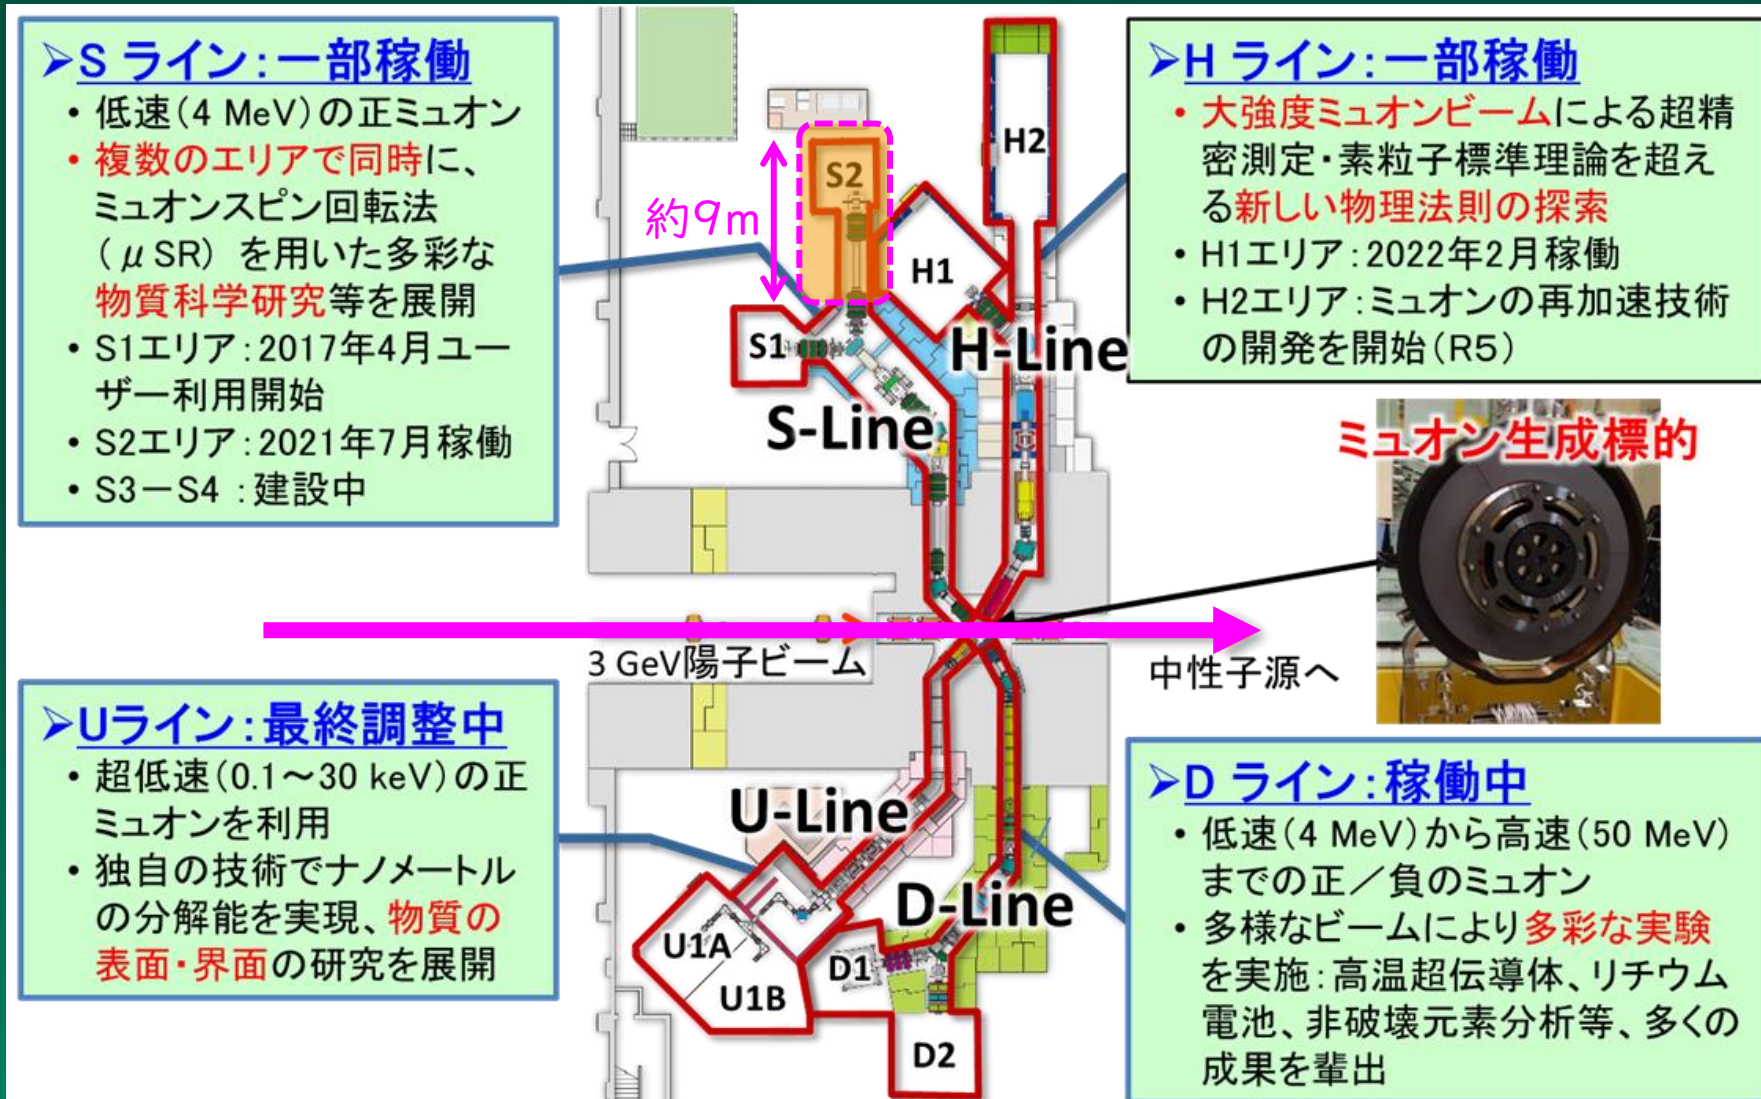 ➢S ライン：一部稼働
• 低速（4 MeV）の正ミュオン
• 複数のエリアで同時に、
ミュオンスピン回転法
（μSR）を用いた多彩な
物質科学研究等を展開
• S1エリア：2017年4月ユー
ザー利用開始
• S2エリア：2021年7月稼働
• S3－S4 ：建設中
➢H ライン：一部稼働
• 大強度ミュオンビームによる超精
密測定・素粒子標準理論を超え
る新しい物理法則の探索
• H1エリア：2022年2月稼働
• H2エリア：ミュオンの再加速技術
の開発を開始（R5）
H2
S2
約9m
H1
S1
H-Line
S-Line
ミュオン生成標的
3 GeV陽子ビーム
中性子源へ
➢Uライン：最終調整中
• 超低速（0.1～30 keV）の正
ミュオンを利用
• 独自の技術でナノメートル
の分解能を実現、物質の
表面・界面の研究を展開
U-Line
D-Line
U1A
U1B
D1
D2
➢D ライン：稼働中
• 低速（4 MeV）から高速（50 MeV）
までの正／負のミュオン
• 多様なビームにより多彩な実験
を実施：高温超伝導体、リチウム
電池、非破壊元素分析等、多くの
成果を輩出